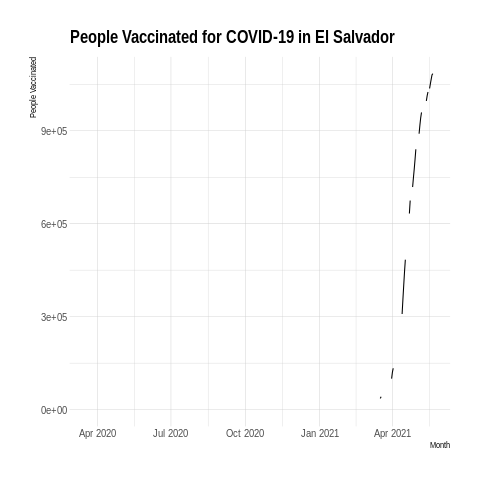 People Vaccinated for COVID-19 in El Salvador
People Vaccinated
9e+05
6e+05
3e+05
0e+00
Apr 2020 Jul 2020 Oct 2020 Jan 2021 Apr 2021
Month